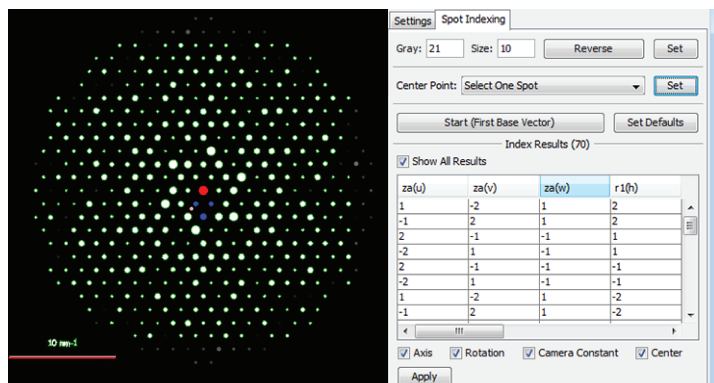 Settings Spot Indexing
Gray: 21 Size: 10 Reverse Set
Center Point: Select One Spot Set
Start (First Base Vector) Set Defaults
Index Results (70)
Show All Results
za(u) za(v) za(w) r1(h)
1 -2 1 2
-1 2 1 2
2 -1 -1 1
-2 1 -1 1
2 -1 -1 -1
-2 1 -1 -1
1 -2 1 -2
-1 2 1 -2
Axis Rotation Camera Constant Center
Apply
10 nm-1